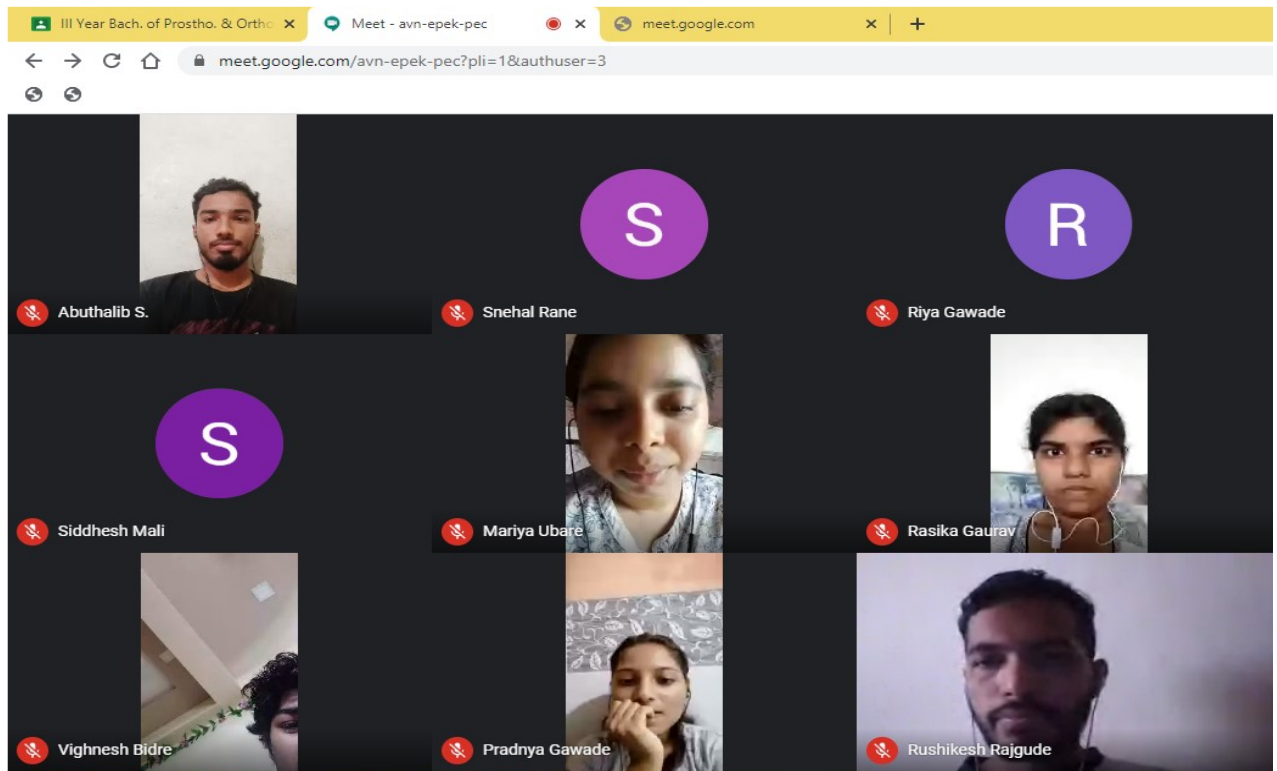 III Year Bach. of Prostho. & Ortho
Meet - avn-epek-pec
meet.google.com
meet.google.com/avn-epek-pec?pli=1&authuser=3
S
R
Abuthalib S.
Snehal Rane
Riya Gawade
S
Siddhesh Mali
Mariya Ubare
Rasika Gaurav
Vighnesh Bidre
Pradnya Gawade
Rushikesh Rajgude